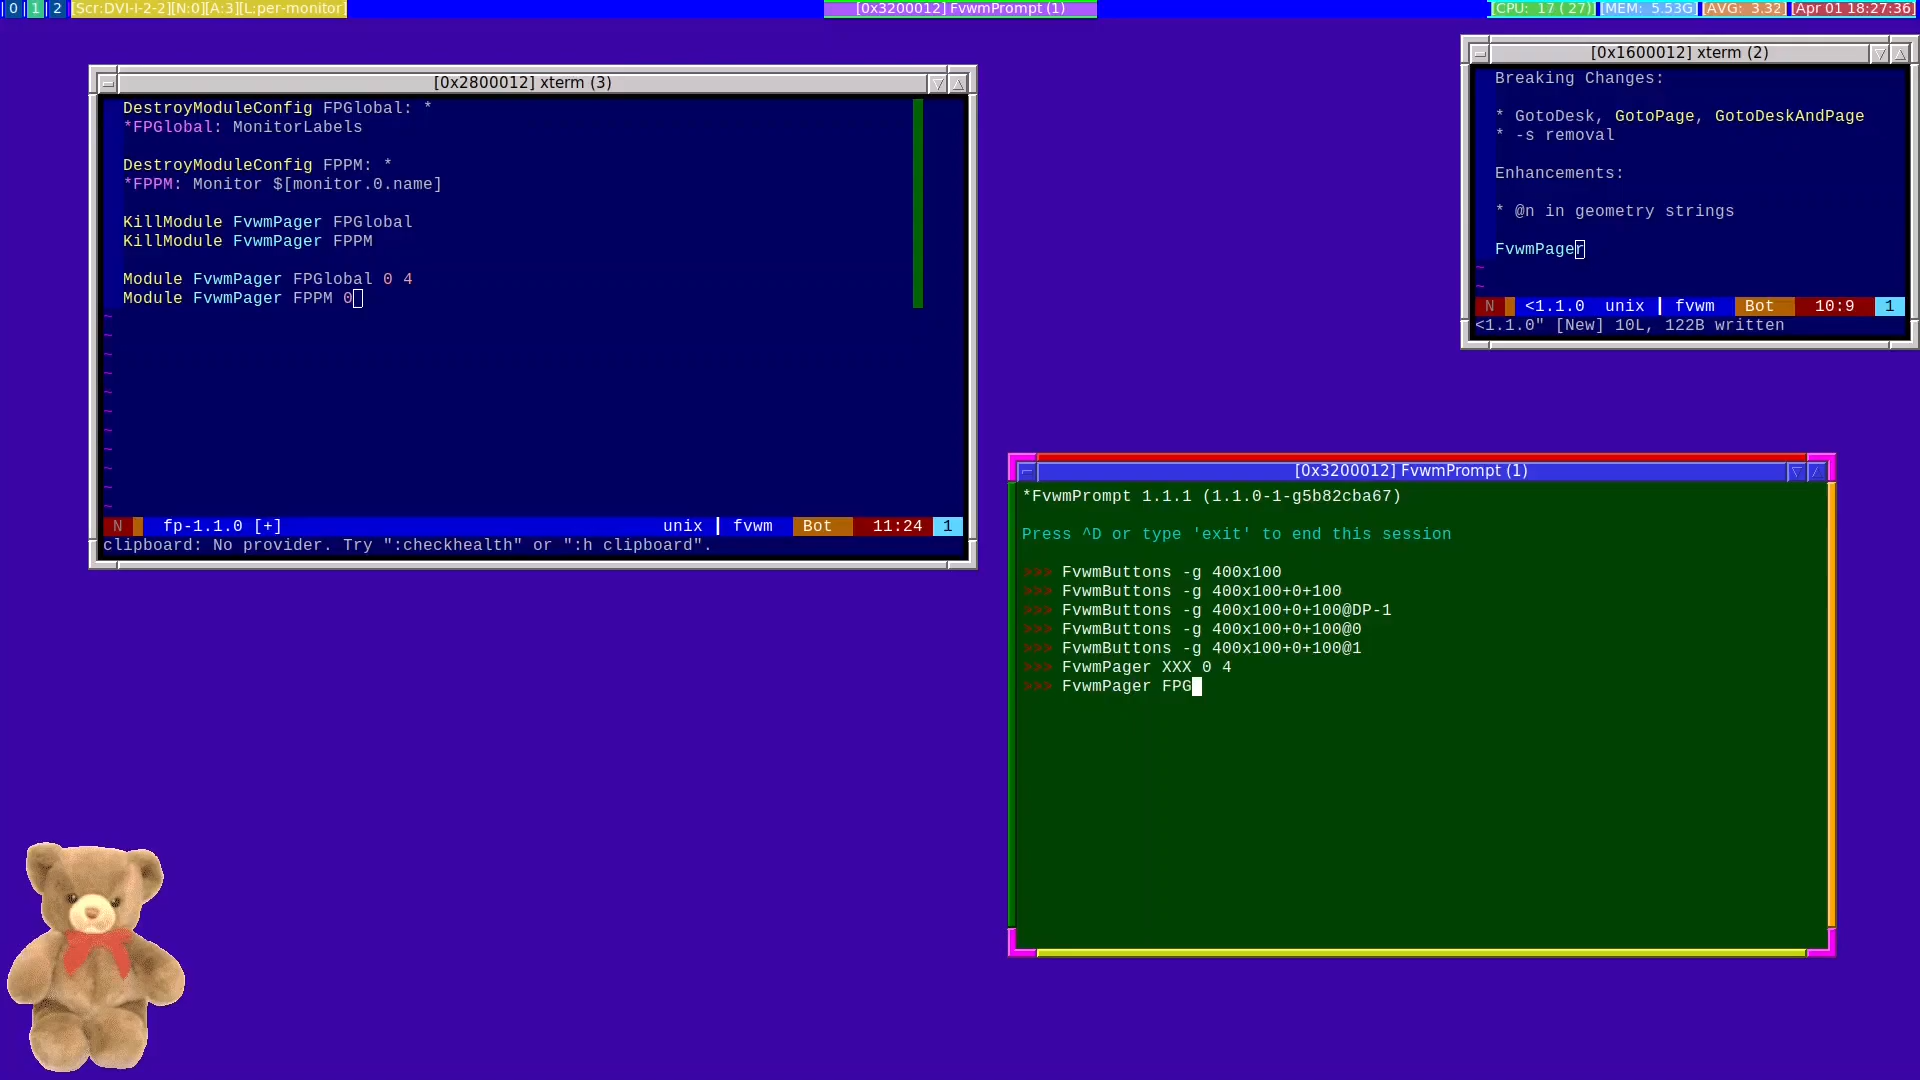 0 1 2 [Scr:DVI-I-2-2][N:0][A:3][L:per-monitor]
[0x3200012] FvwmPrompt (1)
[CPU: 17 ( 27)] [MEM: 5.53G] [AVG: 3.32] [Apr 01 18:27:36]
[0x2800012] xterm (3)
DestroyModuleConfig FPGlobal: *
*FPGlobal: MonitorLabels
DestroyModuleConfig FPPM: *
*FPPM: Monitor $[monitor.0.name]
KillModule FvwmPager FPGlobal
KillModule FvwmPager FPPM
Module FvwmPager FPGlobal 0 4
Module FvwmPager FPPM 0
~
~
~
~
~
~
~
~
~
~
~
N fp-1.1.0 [+] unix | fvwm Bot 11:24 1
clipboard: No provider. Try ":checkhealth" or ":h clipboard".
[0x1600012] xterm (2)
Breaking Changes:
* GotoDesk, GotoPage, GotoDeskAndPage
* -s removal
Enhancements:
* @n in geometry strings
FvwmPager
~
~
N <1.1.0 unix | fvwm Bot 10:9 1
<1.1.0" [New] 10L, 122B written
[0x3200012] FvwmPrompt (1)
*FvwmPrompt 1.1.1 (1.1.0-1-g5b82cba67)
Press ^D or type 'exit' to end this session
>>> FvwmButtons -g 400x100
>>> FvwmButtons -g 400x100+0+100
>>> FvwmButtons -g 400x100+0+100@DP-1
>>> FvwmButtons -g 400x100+0+100@0
>>> FvwmButtons -g 400x100+0+100@1
>>> FvwmPager XXX 0 4
>>> FvwmPager FPG